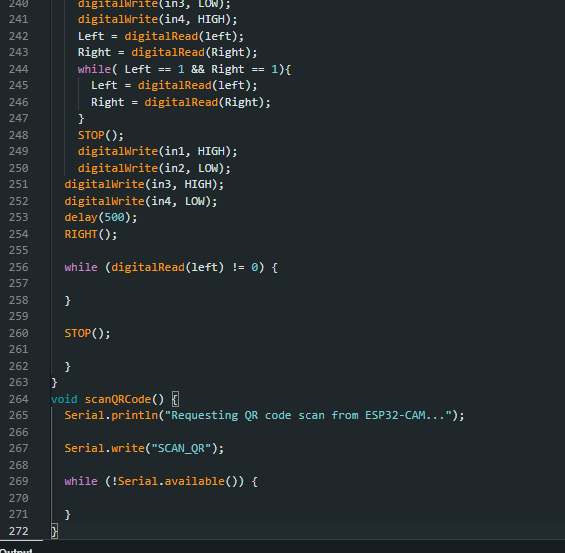 240 digitalWrite(in3, LOW);
241 digitalWrite(in4, HIGH);
242 Left = digitalRead(left);
243 Right = digitalRead(Right);
244 while( Left == 1 && Right == 1){
245 Left = digitalRead(left);
246 Right = digitalRead(Right);
247 }
248 STOP();
249 digitalWrite(in1, HIGH);
250 digitalWrite(in2, LOW);
251 digitalWrite(in3, HIGH);
252 digitalWrite(in4, LOW);
253 delay(500);
254 RIGHT();
255
256 while (digitalRead(left) != 0) {
257
258 }
259
260 STOP();
261
262 }
263 }
264 void scanQRCode() {
265 Serial.println("Requesting QR code scan from ESP32-CAM...");
266
267 Serial.write("SCAN_QR");
268
269 while (!Serial.available()) {
270
271 }
272 }
Output